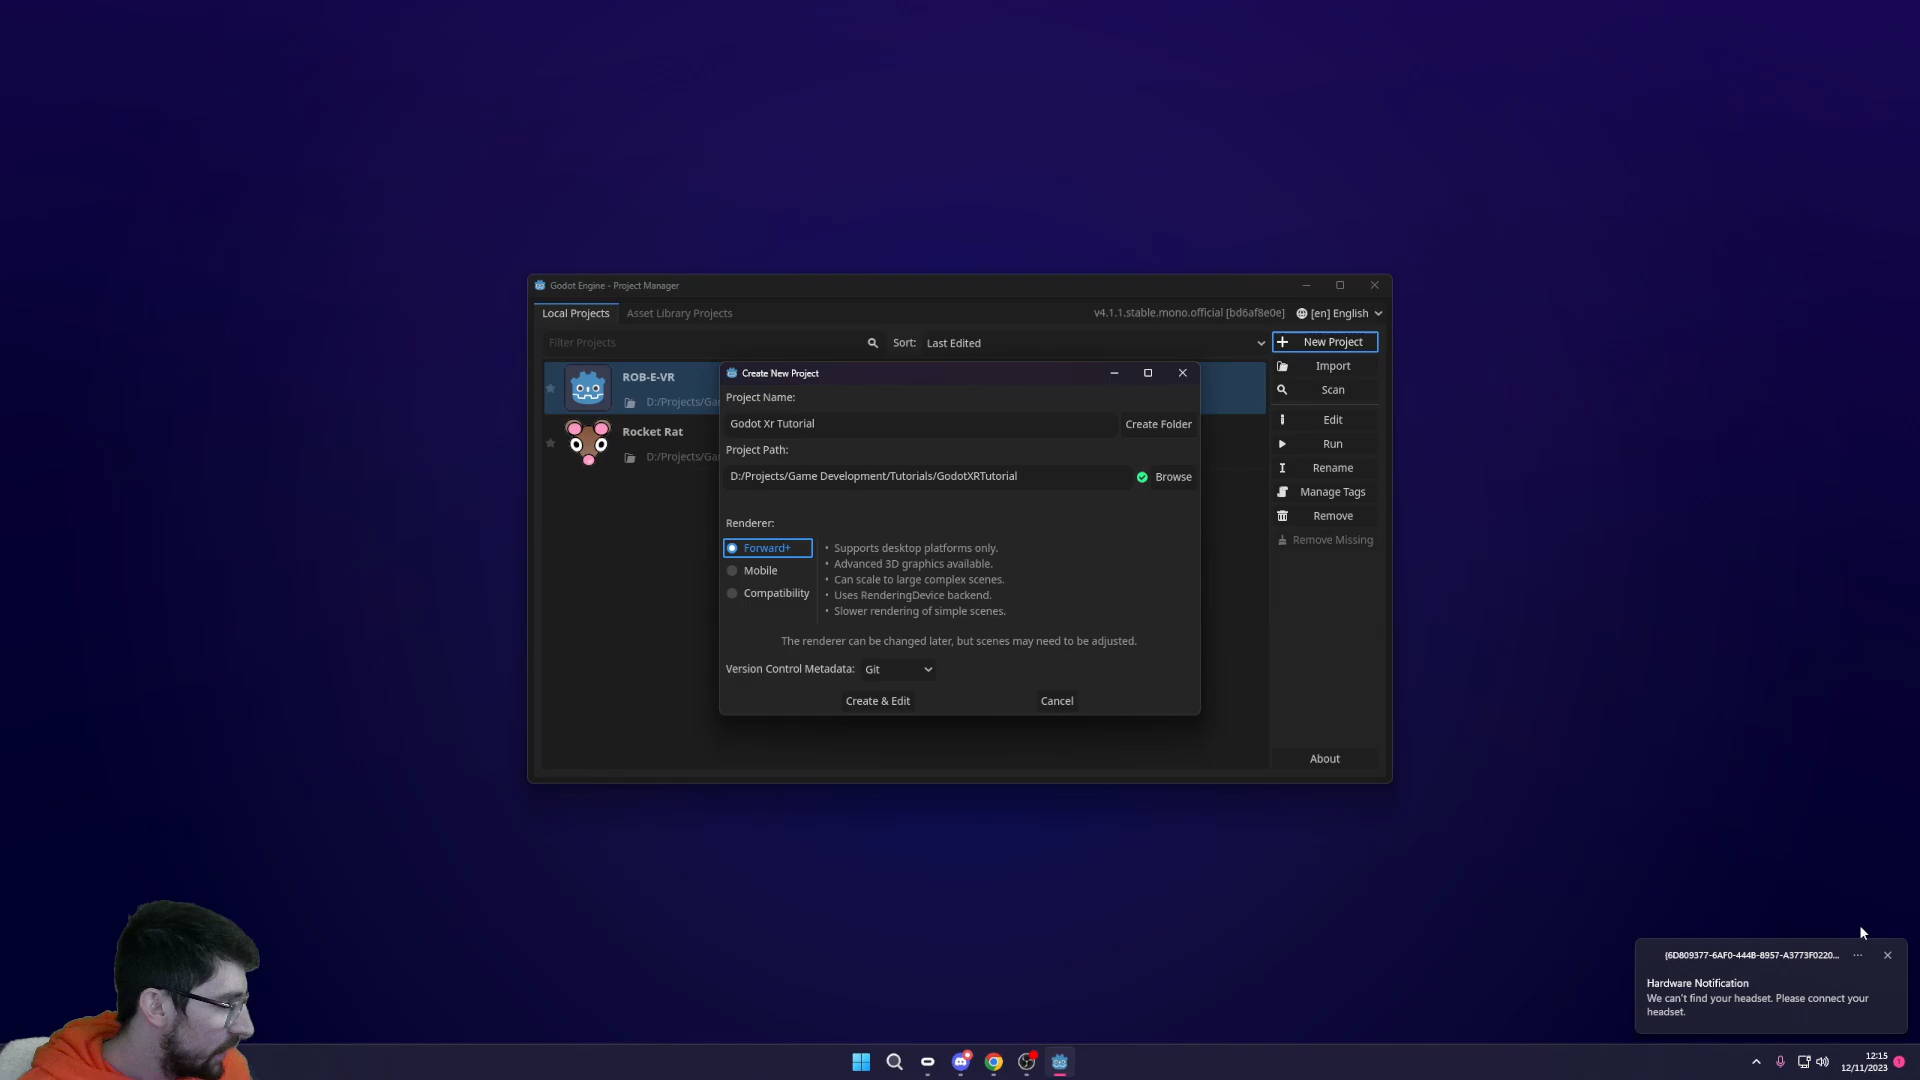 Godot Engine - Project Manager
Local Projects
Asset Library Projects
v4.1.1.stable.mono.official [bd6af8e0e]
[en] English
Filter Projects
Sort:
Last Edited
New Project
Import
Scan
Edit
Run
Rename
Manage Tags
Remove
Remove Missing
About
ROB-E-VR
D:/Projects/Ga
Rocket Rat
D:/Projects/Ga
Create New Project
Project Name:
Godot Xr Tutorial
Create Folder
Project Path:
D:/Projects/Game Development/Tutorials/GodotXRTutorial
Browse
Renderer:
Forward+
Mobile
Compatibility
• Supports desktop platforms only.
• Advanced 3D graphics available.
• Can scale to large complex scenes.
• Uses RenderingDevice backend.
• Slower rendering of simple scenes.
The renderer can be changed later, but scenes may need to be adjusted.
Version Control Metadata:
Git
Create & Edit
Cancel
{6D809377-6AF0-444B-8957-A3773F0220...
Hardware Notification
We can't find your headset. Please connect your
headset.
12:15
12/11/2023
1